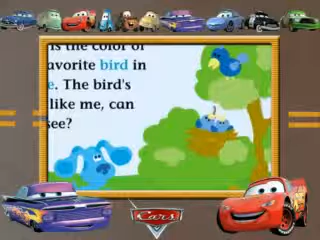 is the color of
avorite bird in
e. The bird's
like me, can
see?
Cars